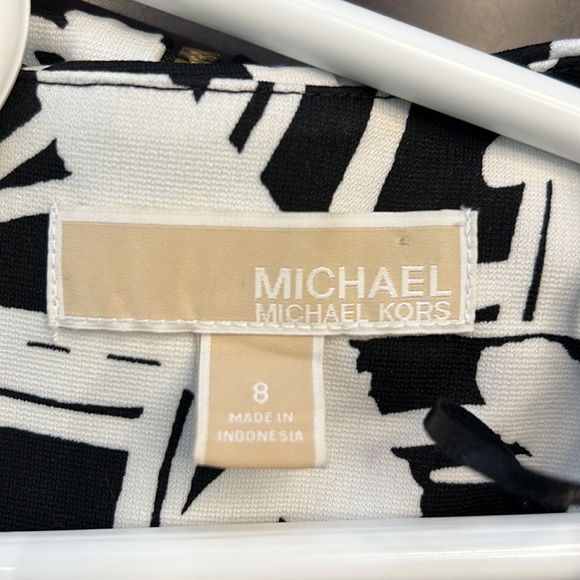 MICHAEL
MICHAEL KORS
8
MADE IN
INDONESIA